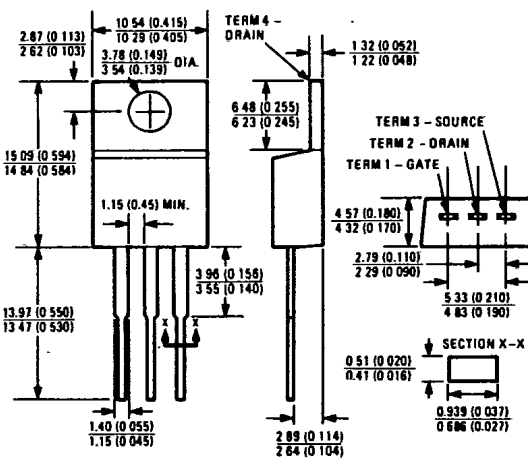 2.87 (0.113)
2 62 (0 103)
10 54 (0.415)
10 29 (0 405)
3.78 (0.149)
3 54 (0.139) DIA.
TERM 4 -
DRAIN
1.32 (0 052)
1 22 (0 048)
6 48 (0 255)
6 23 (0 245)
TERM 3 - SOURCE
TERM 2 - DRAIN
TERM 1 - GATE
15 09 (0 594)
14 84 (0 584)
1.15 (0.45) MIN.
4 57 (0.180)
4 32 (0 170)
2.79 (0.110)
2 29 (0 090)
3 96 (0 156)
3 55 (0 140)
5 33 (0 210)
4 83 (0 190)
13.97 (0 550)
13 47 (0 530)
X X
SECTION X-X
0 51 (0 020)
0.41 (0 016)
1.40 (0 055)
1 15 (0 045)
2 89 (0 114)
2 64 (0 104)
0.939 (0 037)
0 686 (0 027)